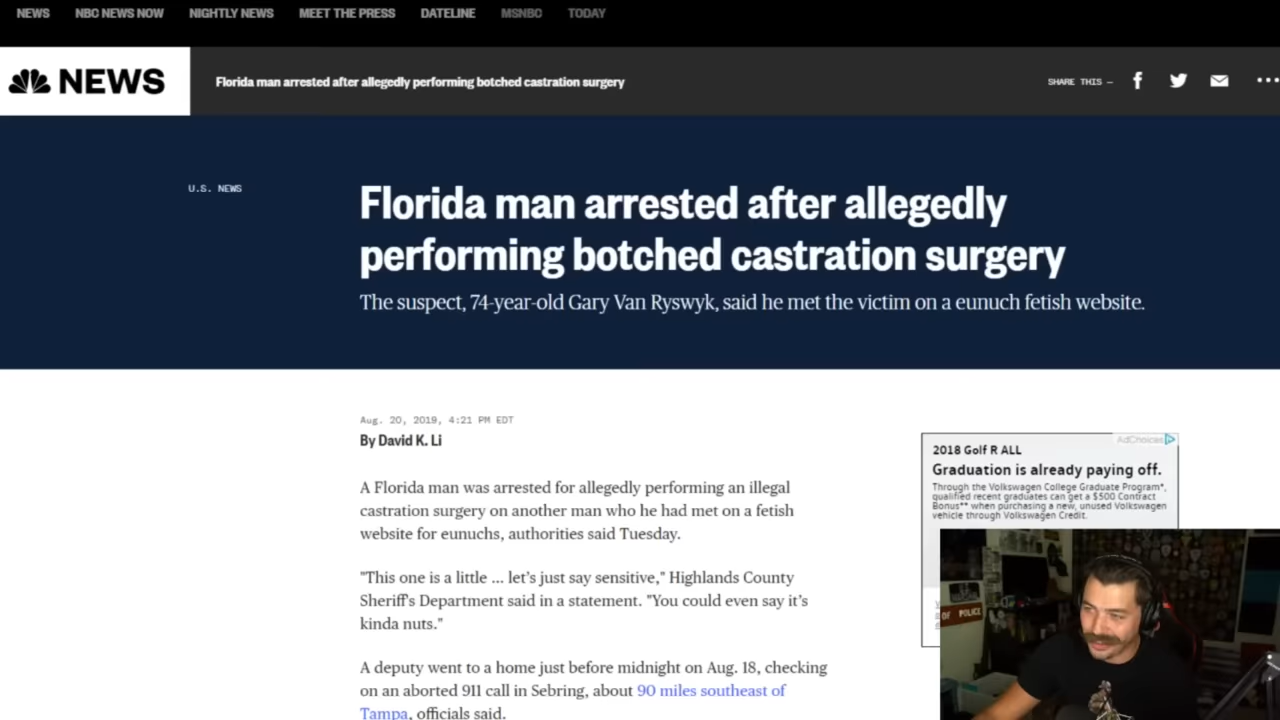 NEWS NBC NEWS NOW NIGHTLY NEWS MEET THE PRESS DATELINE MSNBC TODAY
NEWS
Florida man arrested after allegedly performing botched castration surgery
SHARE THIS —
U.S. NEWS
Florida man arrested after allegedly
performing botched castration surgery
The suspect, 74-year-old Gary Van Ryswyk, said he met the victim on a eunuch fetish website.
Aug. 20, 2019, 4:21 PM EDT
By David K. Li
A Florida man was arrested for allegedly performing an illegal
castration surgery on another man who he had met on a fetish
website for eunuchs, authorities said Tuesday.
"This one is a little ... let's just say sensitive," Highlands County
Sheriff's Department said in a statement. "You could even say it's
kinda nuts."
A deputy went to a home just before midnight on Aug. 18, checking
on an aborted 911 call in Sebring, about 90 miles southeast of
Tampa, officials said.
AdChoices
2018 Golf R ALL
Graduation is already paying off.
Through the Volkswagen College Graduate Program*,
qualified recent graduates can get a $500 Contract
Bonus** when purchasing a new, unused Volkswagen
vehicle through Volkswagen Credit.
OF POLICE